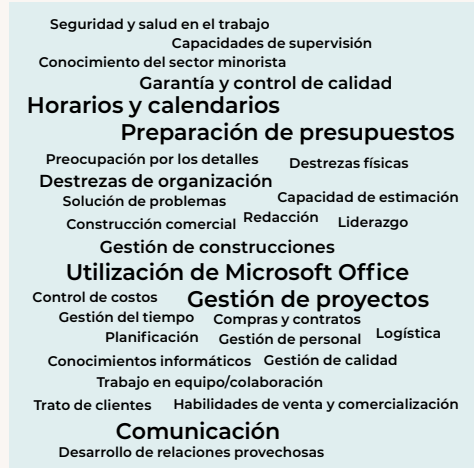 Seguridad y salud en el trabajo
Capacidades de supervisión
Conocimiento del sector minorista
Garantía y control de calidad
Horarios y calendarios
Preparación de presupuestos
Preocupación por los detalles
Destrezas físicas
Destrezas de organización
Solución de problemas
Capacidad de estimación
Construcción comercial
Redacción
Liderazgo
Gestión de construcciones
Utilización de Microsoft Office
Control de costos
Gestión de proyectos
Gestión del tiempo
Compras y contratos
Planificación
Gestión de personal
Logística
Conocimientos informáticos
Gestión de calidad
Trabajo en equipo/colaboración
Trato de clientes
Habilidades de venta y comercialización
Comunicación
Desarrollo de relaciones provechosas